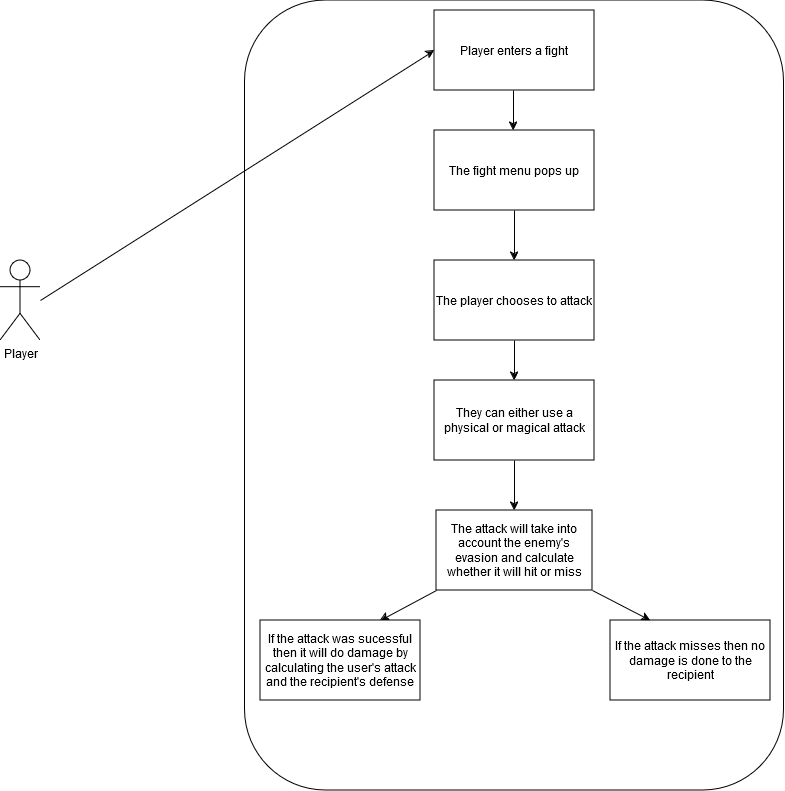 Player enters a fight
The fight menu pops up
The player chooses to attack
Player
They can either use a
physical or magical attack
The attack will take into
account the enemy's
evasion and calculate
whether it will hit or miss
If the attack was sucessful
then it will do damage by
calculating the user's attack
and the recipient's defense
If the attack misses then no
damage is done to the
recipient